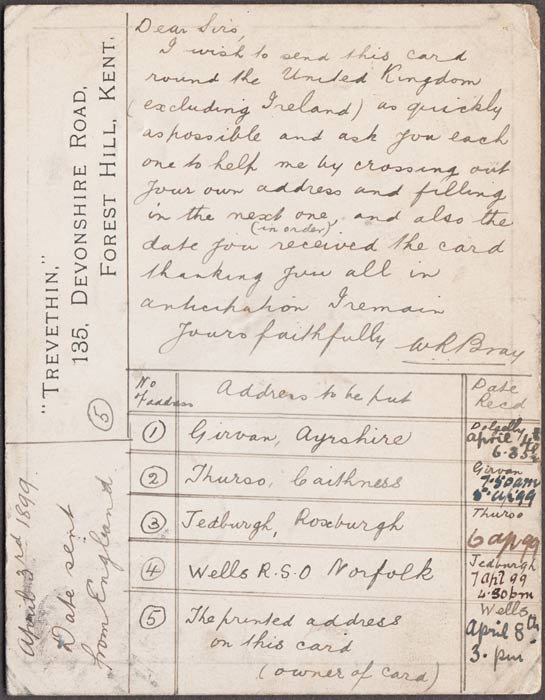 "TREVETHIN,"
135, DEVONSHIRE ROAD,
FOREST HILL, KENT.
5
Dear Sirs,
I wish to send this card
round the United Kingdom
(excluding Ireland) as quickly
as possible and ask you each
one to help me by crossing out
your own address and filling
in the next one, and also the
(in order)
date you received the card
thanking you all in
anticipation I remain
Yours faithfully W R Bray
No of address Address to be put Date Recd
1 Girvan, Ayrshire Dolgelly April 4th 6.35
2 Thurso, Caithness Girvan 7.50 am 5 ap 99
3 Jedburgh, Roxburgh Thurso 6 ap 99
4 Wells R.S.O Norfolk Jedburgh 7 Apl 99 4.30 pm
5 The printed address Wells
on this card April 8th
(owner of card) 3. pm
April 3rd 1899.
Date sent
from England